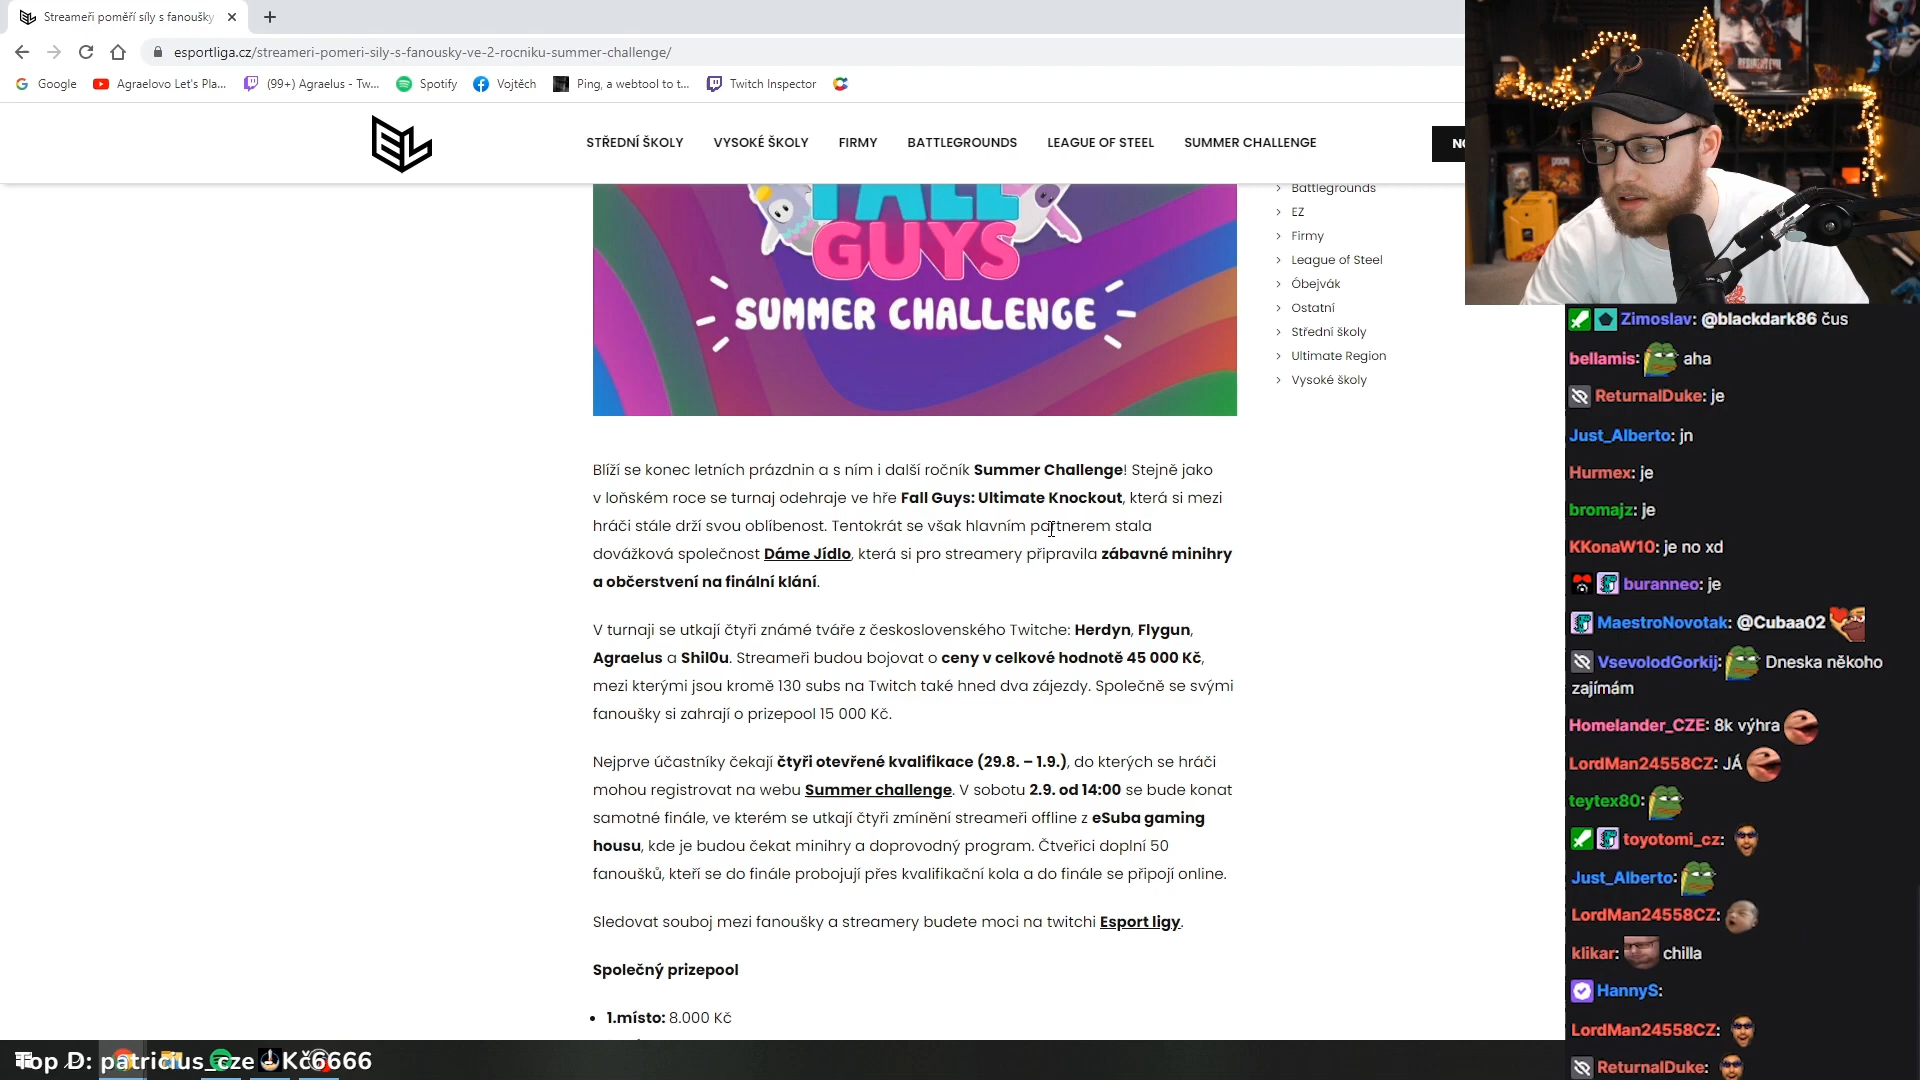 Streameři poměří síly s fanoušky
esportliga.cz/streameri-pomeri-sily-s-fanousky-ve-2-rocniku-summer-challenge/
Google
Agraelovo Let's Pla...
(99+) Agraelus - Tw...
Spotify
Vojtěch
Ping, a webtool to t...
Twitch Inspector
STŘEDNÍ ŠKOLY
VYSOKÉ ŠKOLY
FIRMY
BATTLEGROUNDS
LEAGUE OF STEEL
SUMMER CHALLENGE
FALL
GUYS
SUMMER CHALLENGE
Battlegrounds
EZ
Firmy
League of Steel
Óbejvák
Ostatní
Střední školy
Ultimate Region
Vysoké školy
Blíží se konec letních prázdnin a s ním i další ročník Summer Challenge! Stejně jako
v loňském roce se turnaj odehraje ve hře Fall Guys: Ultimate Knockout, která si mezi
hráči stále drží svou oblíbenost. Tentokrát se však hlavním partnerem stala
dovážková společnost Dáme Jídlo, která si pro streamery připravila zábavné minihry
a občerstvení na finální klání.
V turnaji se utkají čtyři známé tváře z československého Twitche: Herdyn, Flygun,
Agraelus a Shil0u. Streameři budou bojovat o ceny v celkové hodnotě 45 000 Kč,
mezi kterými jsou kromě 130 subs na Twitch také hned dva zájezdy. Společně se svými
fanoušky si zahrají o prizepool 15 000 Kč.
Nejprve účastníky čekají čtyři otevřené kvalifikace (29.8. – 1.9.), do kterých se hráči
mohou registrovat na webu Summer challenge. V sobotu 2.9. od 14:00 se bude konat
samotné finále, ve kterém se utkají čtyři zmínění streameři offline z eSuba gaming
housu, kde je budou čekat minihry a doprovodný program. Čtveřici doplní 50
fanoušků, kteří se do finále probojují přes kvalifikační kola a do finále se připojí online.
Sledovat souboj mezi fanoušky a streamery budete moci na twitchi Esport ligy.
Společný prizepool
1.místo: 8.000 Kč
Zimoslav: @blackdark86 čus
bellamis: aha
ReturnalDuke: je
Just_Alberto: jn
Hurmex: je
bromajz: je
KKonaW10: je no xd
buranneo: je
MaestroNovotak: @Cubaa02
VsevolodGorkij: Dneska někoho
zajímám
Homelander_CZE: 8k výhra
LordMan24558CZ: JÁ
teytex80:
toyotomi_cz:
Just_Alberto:
LordMan24558CZ:
klikar: chilla
HannyS:
LordMan24558CZ:
ReturnalDuke:
Top D: patricius_cze Kč6666